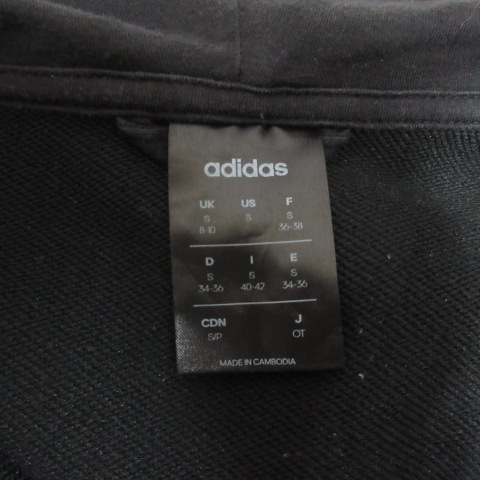 adidas
UK US F
S S S
8-10 36-38
D I E
S S S
34-36 40-42 34-36
CDN J
S/P OT
MADE IN CAMBODIA